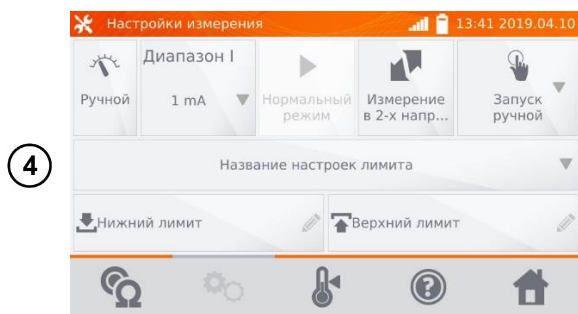 Настройки измерения
13:41 2019.04.10
Ручной
Диапазон I
1 mA
Нормальный
режим
Измерение
в 2-х напр...
Запуск
ручной
4
Название настроек лимита
Нижний лимит
Верхний лимит
Ω
?